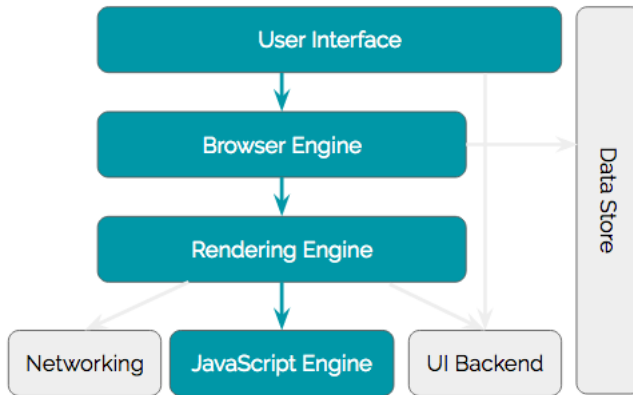 User Interface
Browser Engine
Data Store
Rendering Engine
Networking
JavaScript Engine
UI Backend